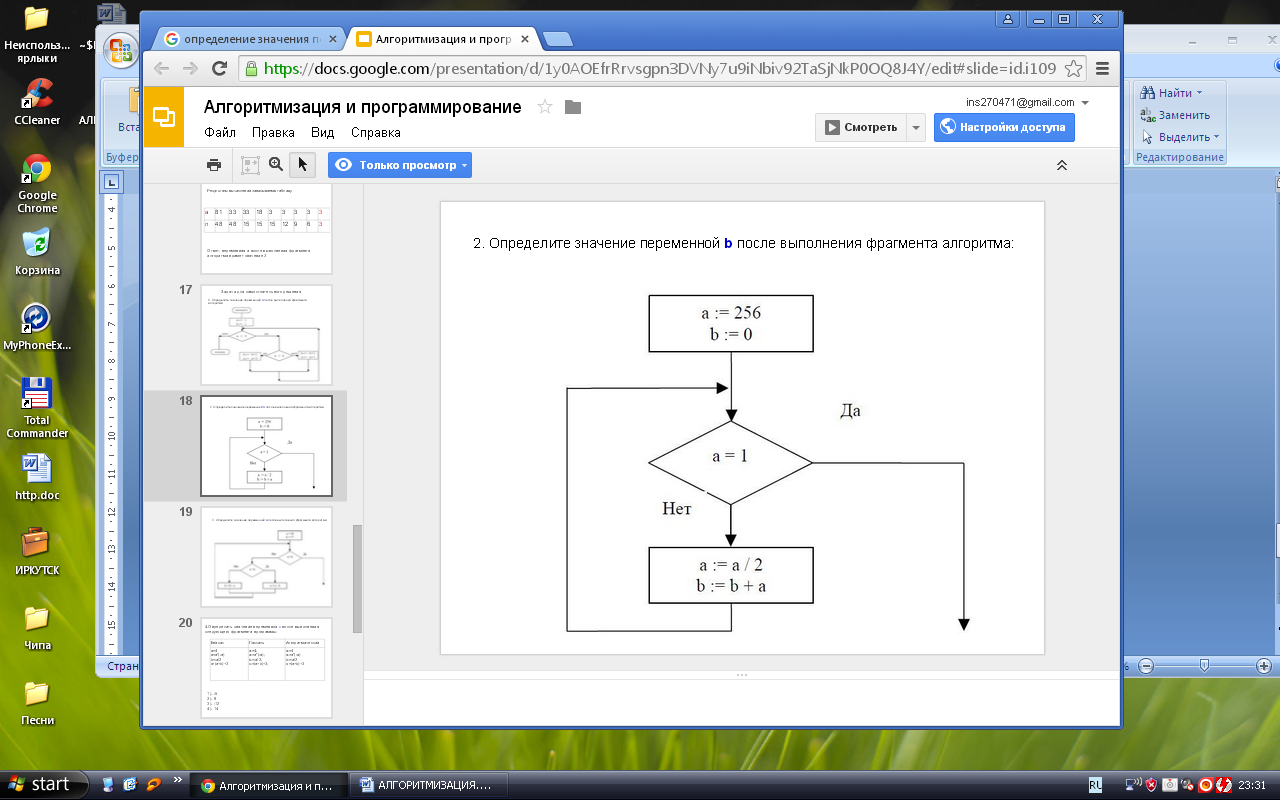 Неиспольз...
ярлыки
CCleaner
Google
Chrome
Корзина
MyPhoneEx...
Total
Commander
http.doc
ИРКУТСК
Чипа
Песни
определение значения п
Алгоритмизация и прогр
https://docs.google.com/presentation/d/1y0AOEfrRrvsgpn3DVNy7u9iNbiv92TaSjNkP0OQ8J4Y/edit#slide=id.i109
Алгоритмизация и программирование
ins270471@gmail.com
Файл Правка Вид Справка
Смотреть
Настройки доступа
Только просмотр
17
18
19
20
2. Определите значение переменной b после выполнения фрагмента алгоритма:
a := 256
b := 0
Да
a = 1
Нет
a := a / 2
b := b + a
Найти
Заменить
Выделить
Редактирование
Вста
Буфер
Стран
start
Алгоритмизация и п...
АЛГОРИТМИЗАЦИЯ....
RU
23:31